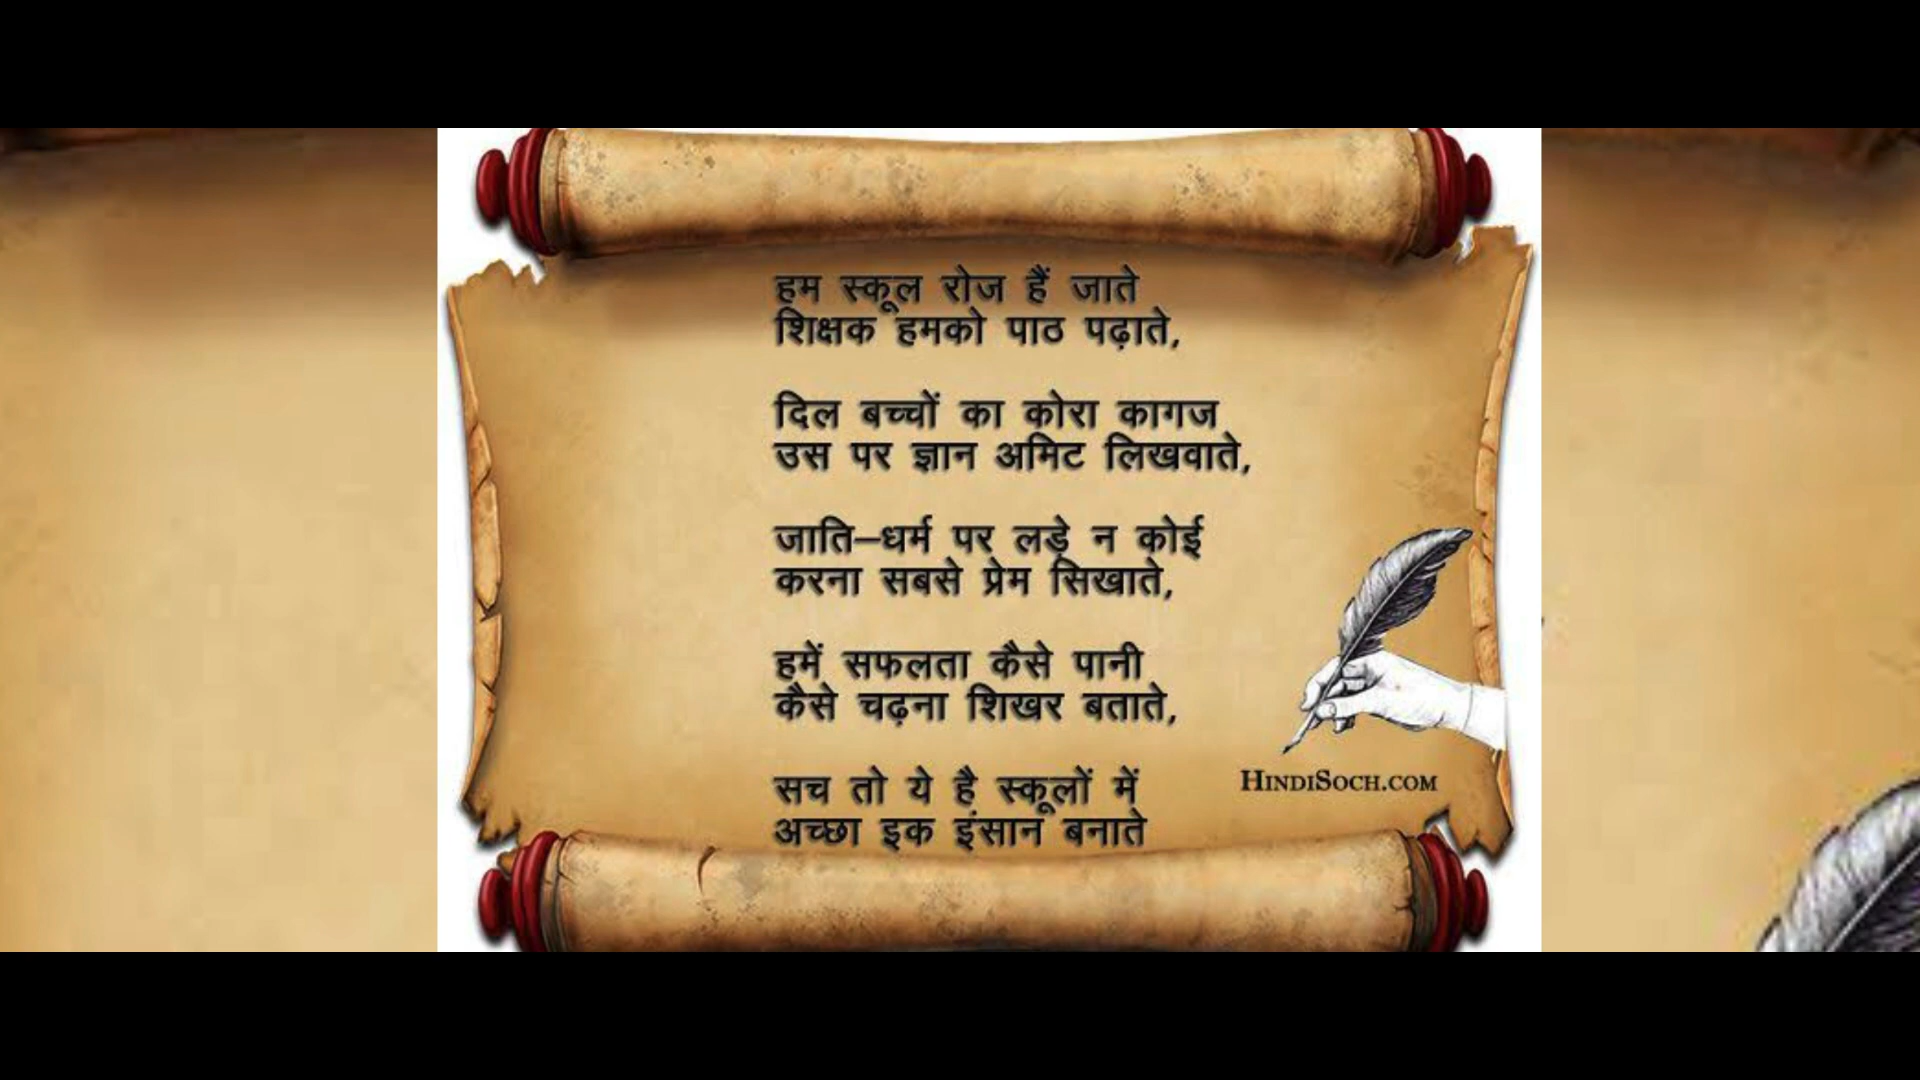 हम स्कूल रोज हैं जाते
शिक्षक हमको पाठ पढ़ाते,
दिल बच्चों का कोरा कागज
उस पर ज्ञान अमिट लिखवाते,
जाति–धर्म पर लड़े न कोई
करना सबसे प्रेम सिखाते,
हमें सफलता कैसे पानी
कैसे चढ़ना शिखर बताते,
सच तो ये है स्कूलों में
अच्छा इक इंसान बनाते
HINDISOCH.COM